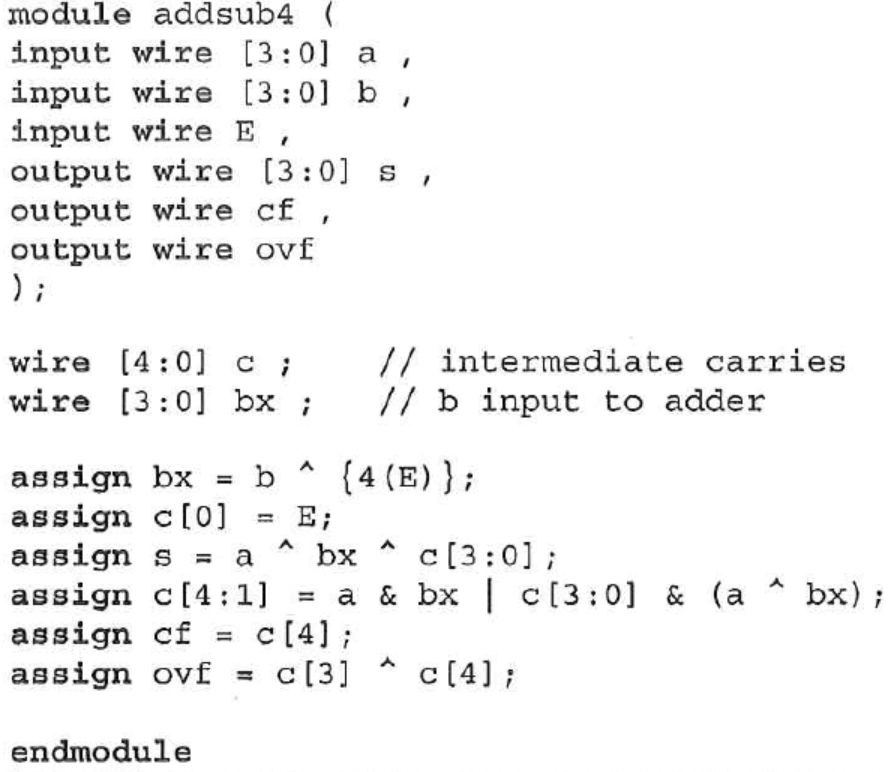 module addsub4 (
input wire [3:0] a ,
input wire [3:0] b ,
input wire E ,
output wire [3:0] s ,
output wire cf ,
output wire ovf
);
wire [4:0] c ; // intermediate carries
wire [3:0] bx ; // b input to adder
assign bx = b ^ {4(E)};
assign c[0] = E;
assign s = a ^ bx ^ c[3:0];
assign c[4:1] = a & bx | c[3:0] & (a ^ bx);
assign cf = c[4];
assign ovf = c[3] ^ c[4];
endmodule